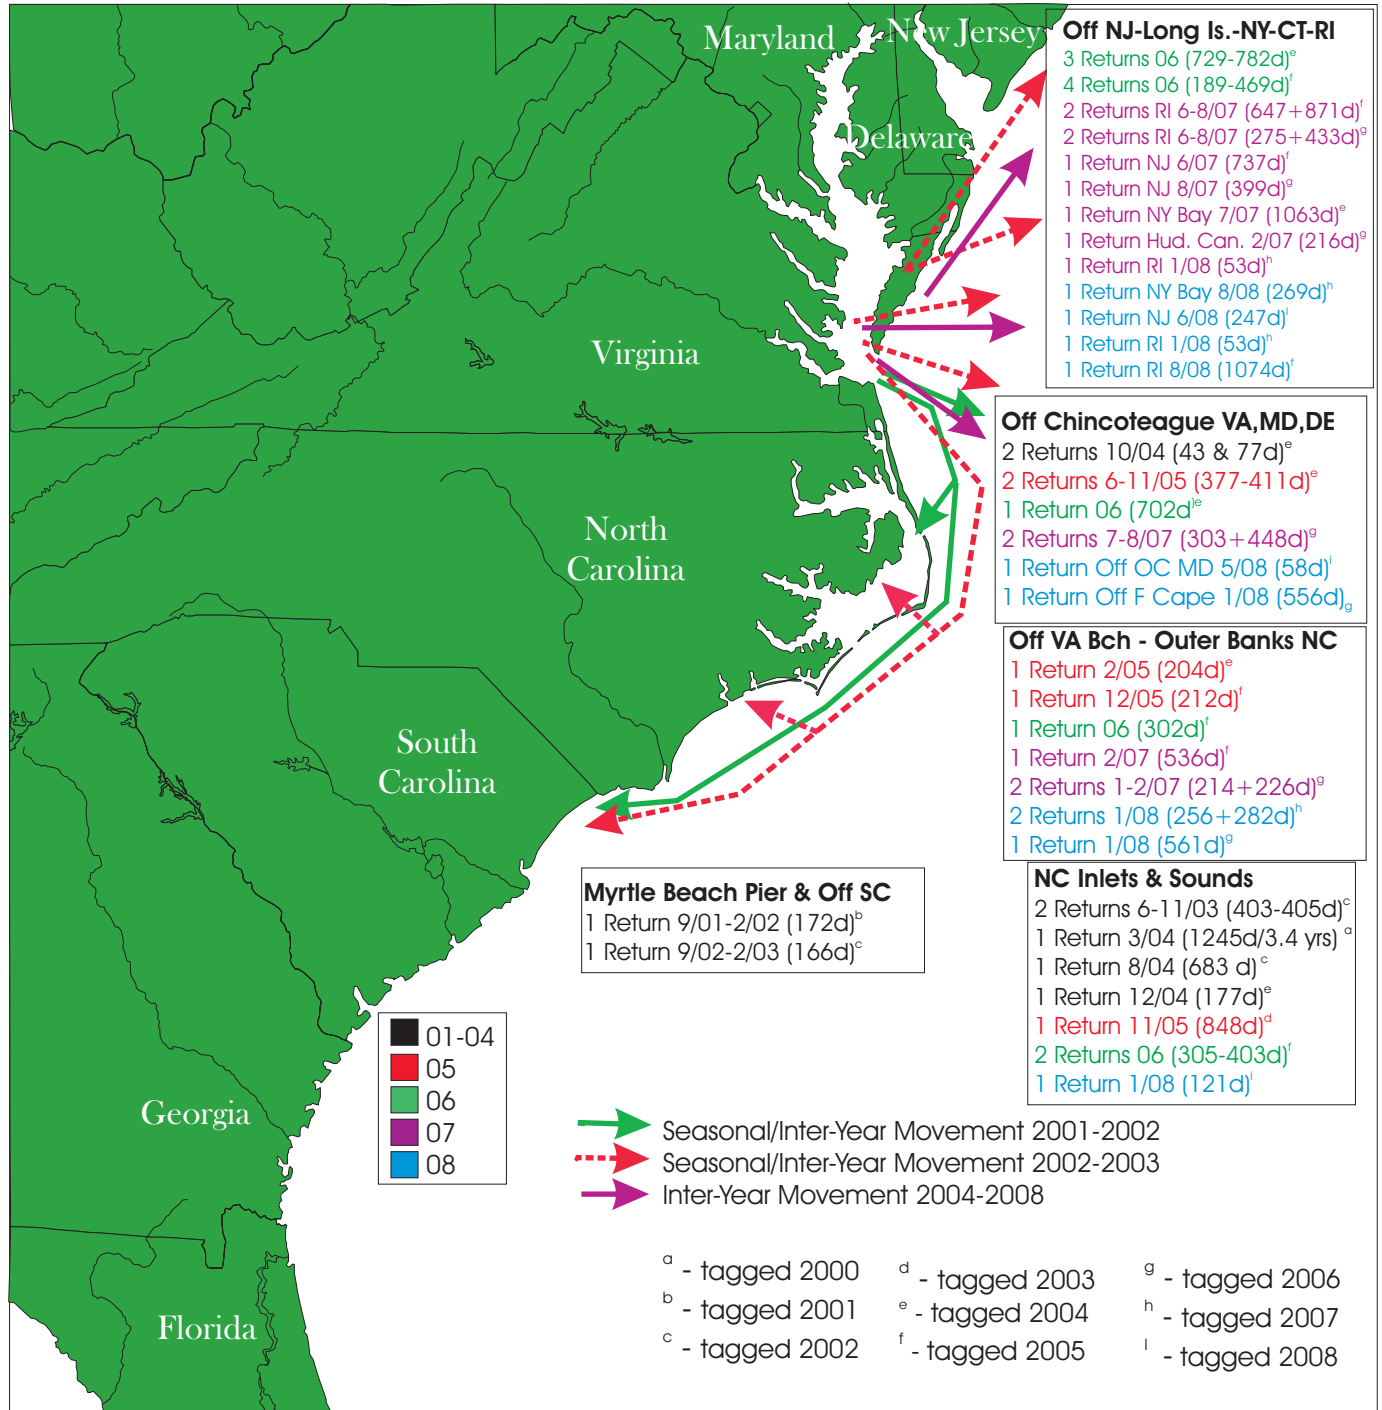 Maryland
New Jersey
Delaware
Virginia
North
Carolina
South
Carolina
Georgia
Florida
Off NJ-Long Is.-NY-CT-RI
3 Returns 06 (729-782d)e
4 Returns 06 (189-469d)f
2 Returns RI 6-8/07 (647+871d)f
2 Returns RI 6-8/07 (275+433d)g
1 Return NJ 6/07 (737d)f
1 Return NJ 8/07 (399d)g
1 Return NY Bay 7/07 (1063d)e
1 Return Hud. Can. 2/07 (216d)g
1 Return RI 1/08 (53d)h
1 Return NY Bay 8/08 (269d)h
1 Return NJ 6/08 (247d)i
1 Return RI 1/08 (53d)h
1 Return RI 8/08 (1074d)f
Off Chincoteague VA,MD,DE
2 Returns 10/04 (43 & 77d)e
2 Returns 6-11/05 (377-411d)e
1 Return 06 (702d)e
2 Returns 7-8/07 (303+448d)g
1 Return Off OC MD 5/08 (58d)i
1 Return Off F Cape 1/08 (556d)g
Off VA Bch - Outer Banks NC
1 Return 2/05 (204d)e
1 Return 12/05 (212d)f
1 Return 06 (302d)f
1 Return 2/07 (536d)f
2 Returns 1-2/07 (214+226d)g
2 Returns 1/08 (256+282d)h
1 Return 1/08 (561d)g
NC Inlets & Sounds
2 Returns 6-11/03 (403-405d)c
1 Return 3/04 (1245d/3.4 yrs) a
1 Return 8/04 (683 d) c
1 Return 12/04 (177d)e
1 Return 11/05 (848d)d
2 Returns 06 (305-403d)f
1 Return 1/08 (121d)i
Myrtle Beach Pier & Off SC
1 Return 9/01-2/02 (172d)b
1 Return 9/02-2/03 (166d)c
01-04
05
06
07
08
Seasonal/Inter-Year Movement 2001-2002
Seasonal/Inter-Year Movement 2002-2003
Inter-Year Movement 2004-2008
a - tagged 2000
b - tagged 2001
c - tagged 2002
d - tagged 2003
e - tagged 2004
f - tagged 2005
g - tagged 2006
h - tagged 2007
l - tagged 2008